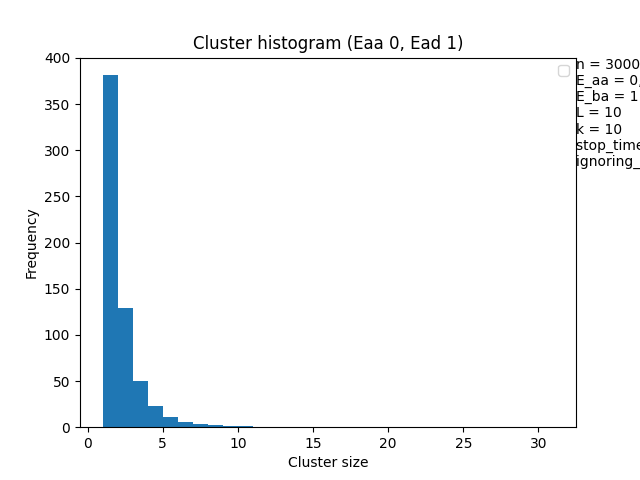 Cluster histogram (Eaa 0, Ead 1)
n = 3000
E_aa = 0,
E_ba = 1
L = 10
k = 10
stop_time
ignoring_
400
350
300
250
200
150
100
50
0
Frequency
0 5 10 15 20 25 30
Cluster size